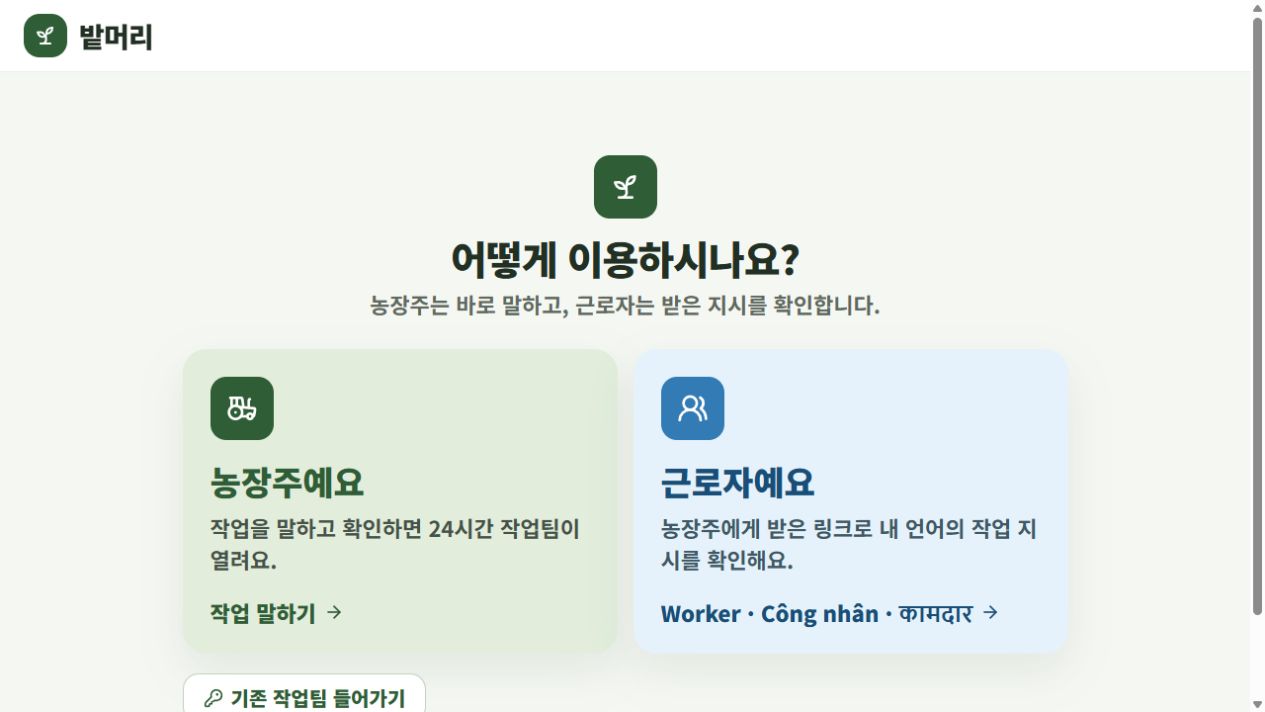 밭머리
어떻게 이용하시나요?
농장주는 바로 말하고, 근로자는 받은 지시를 확인합니다.
농장주예요
작업을 말하고 확인하면 24시간 작업팀이
열려요.
작업 말하기 →
근로자예요
농장주에게 받은 링크로 내 언어의 작업 지
시를 확인해요.
Worker · Công nhân · कामदार →
기존 작업팀 들어가기